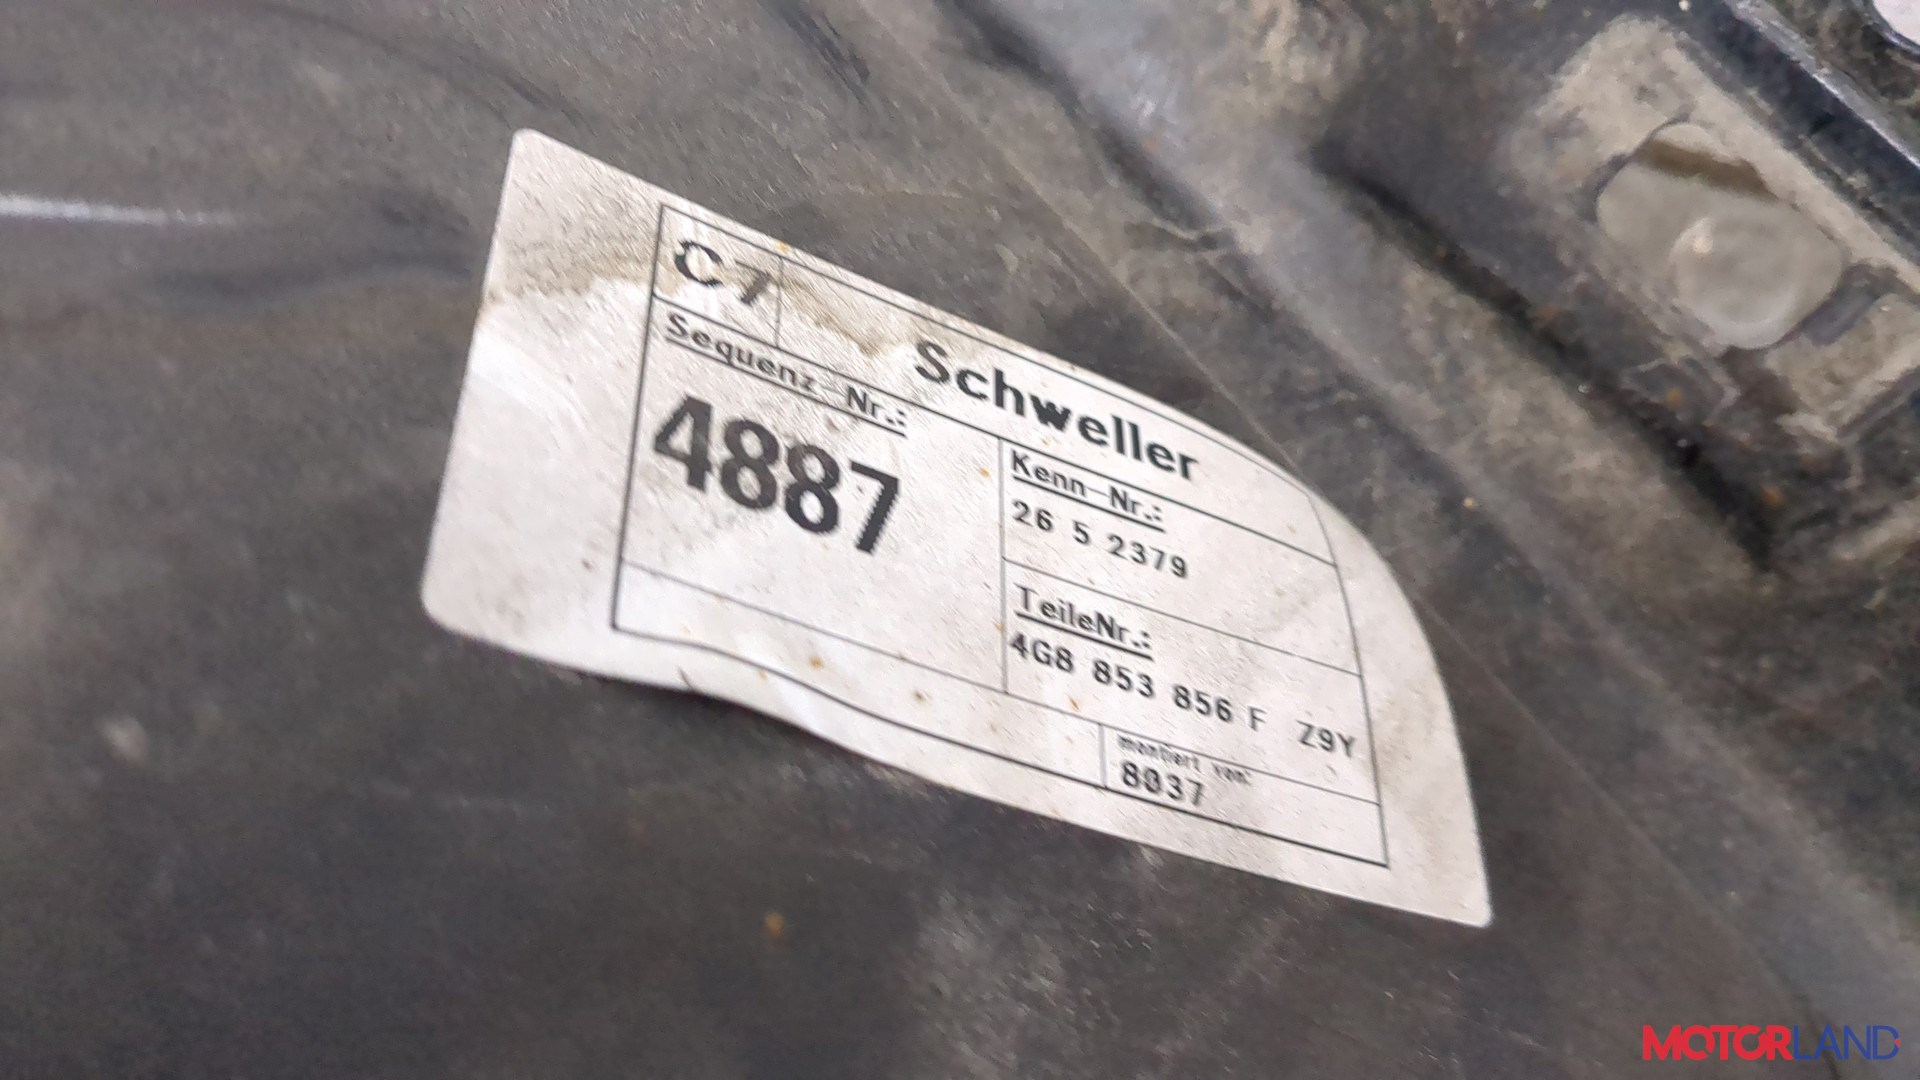 C7
Schweller
Sequenz Nr.:
4887
Kenn-Nr.:
26 5 2379
TeileNr.:
4G8 853 856 F Z9Y
montiert von:
8037
MOTORLAND